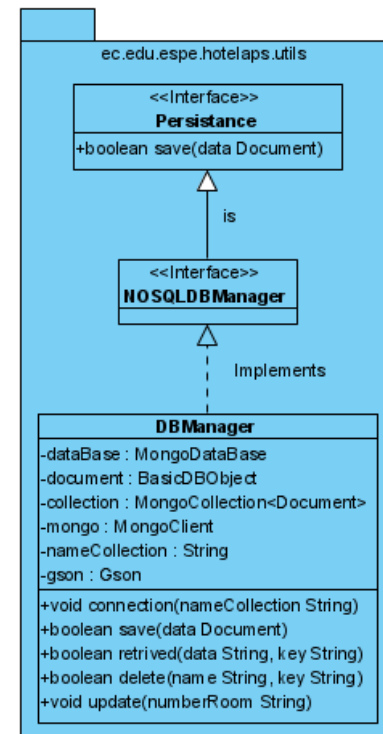 ec.edu.espe.hotelaps.utils
<<Interface>>
Persistance
+boolean save(data Document)
is
<<Interface>>
NOSQLDBManager
Implements
DBManager
-dataBase : MongoDataBase
-document : BasicDBObject
-collection : MongoCollection<Document>
-mongo : MongoClient
-nameCollection : String
-gson : Gson
+void connection(nameCollection String)
+boolean save(data Document)
+boolean retrived(data String, key String)
+boolean delete(name String, key String)
+void update(numberRoom String)